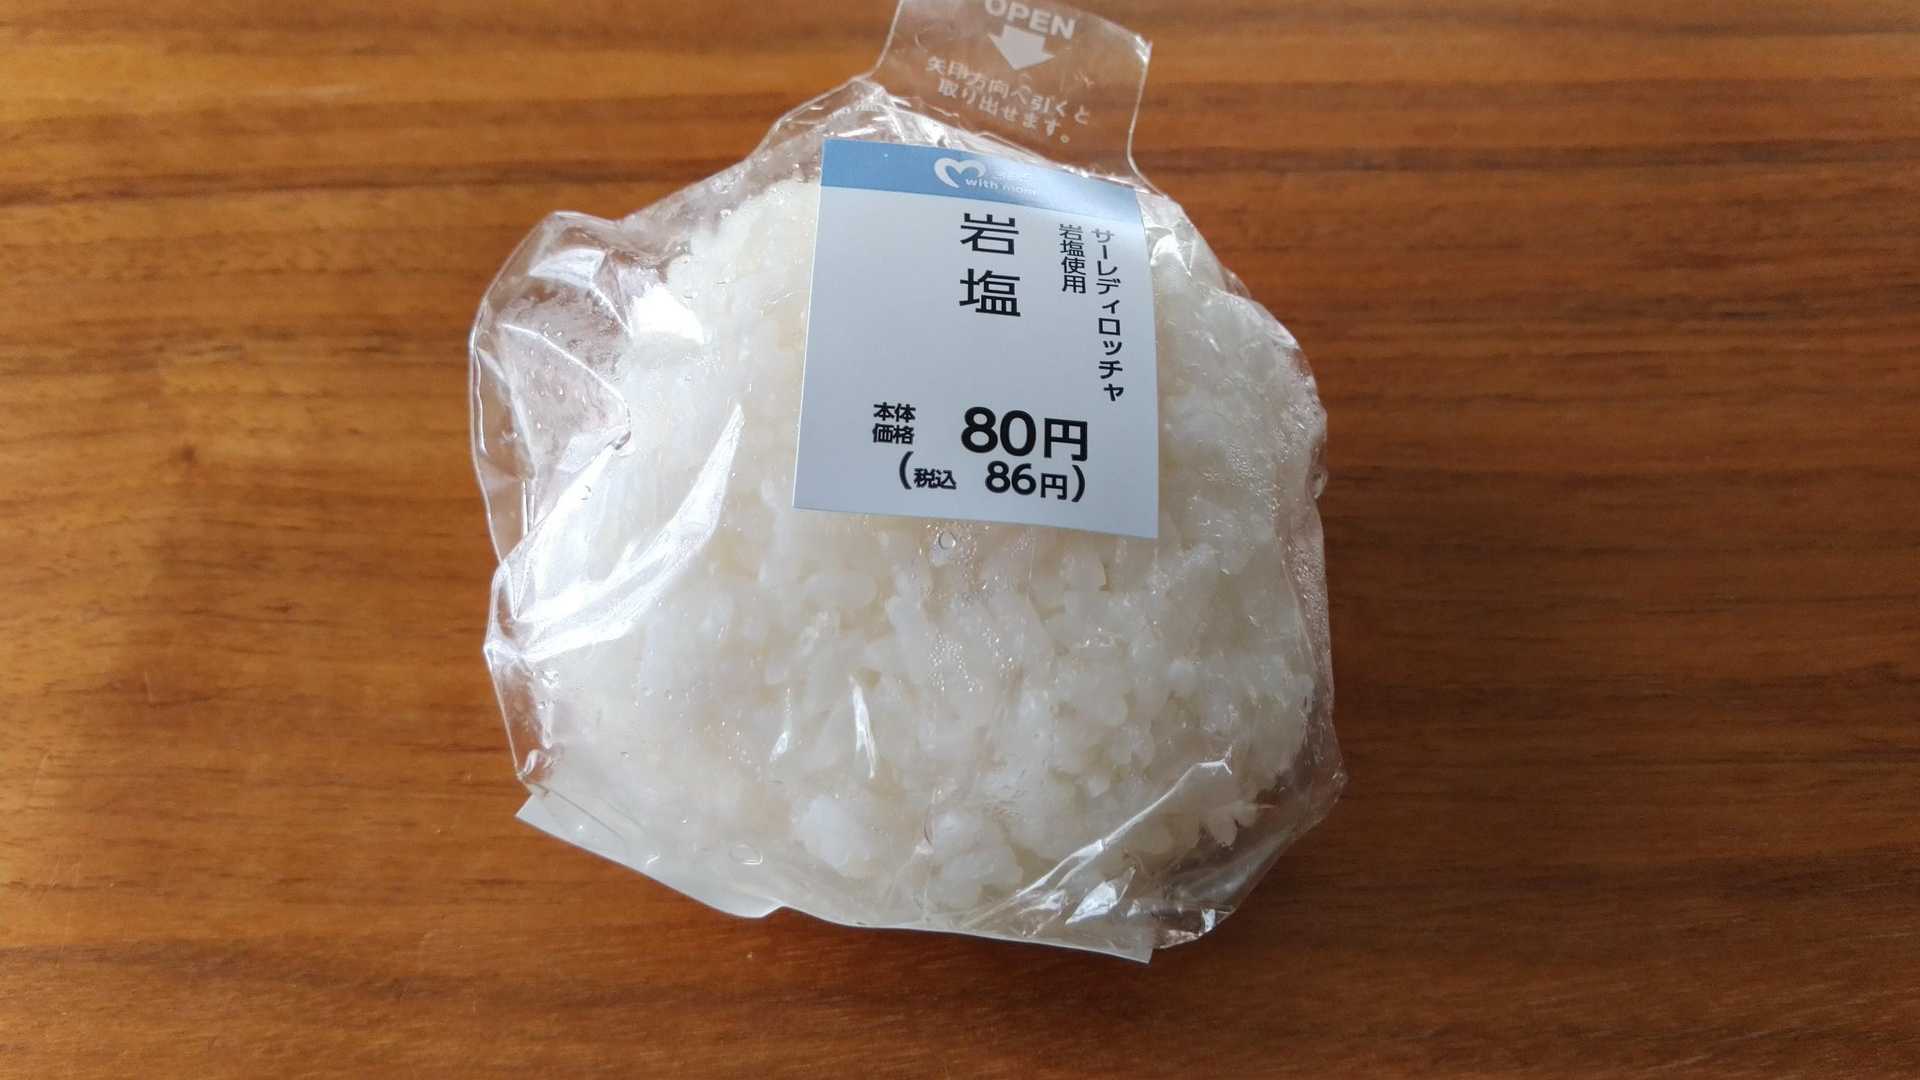 OPEN
矢印方向へ引くと
取り出せます。
with mom
サーレディロッチャ
岩塩使用
岩塩
本体
価格
80円
(税込 86円)